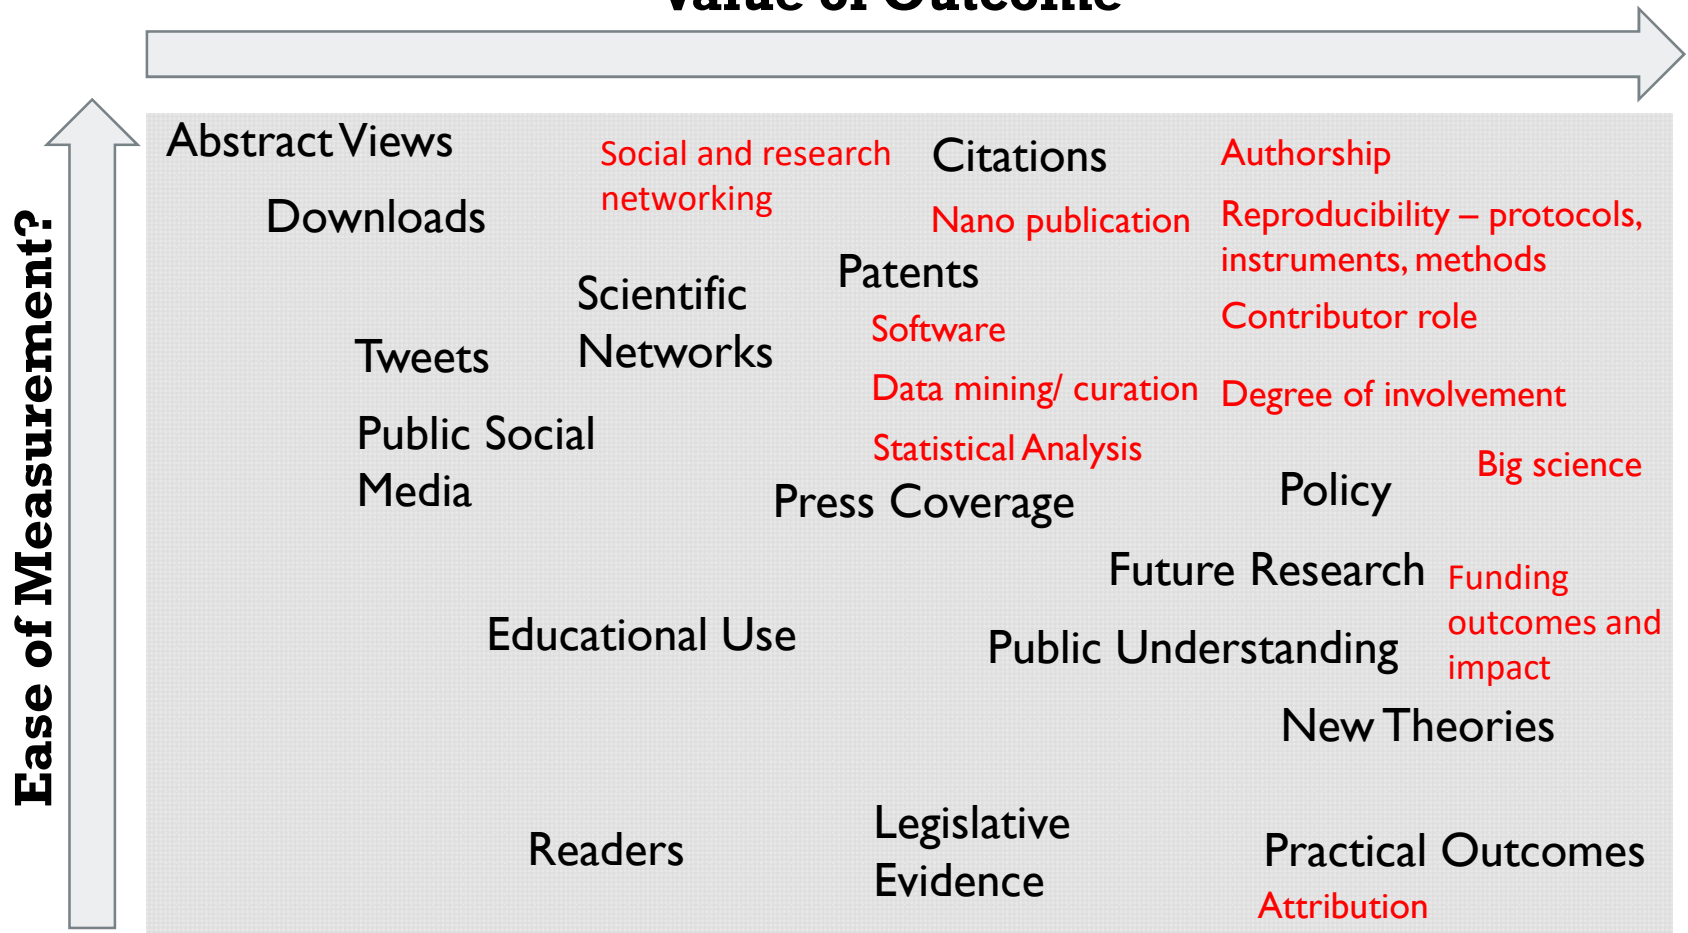 Value of Outcome
Ease of Measurement?
Abstract Views
Social and research
networking
Citations
Authorship
Downloads
Nano publication
Reproducibility – protocols,
instruments, methods
Patents
Scientific
Networks
Software
Contributor role
Tweets
Data mining/ curation
Degree of involvement
Public Social
Media
Statistical Analysis
Big science
Press Coverage
Policy
Future Research
Funding
outcomes and
impact
Educational Use
Public Understanding
New Theories
Readers
Legislative
Evidence
Practical Outcomes
Attribution